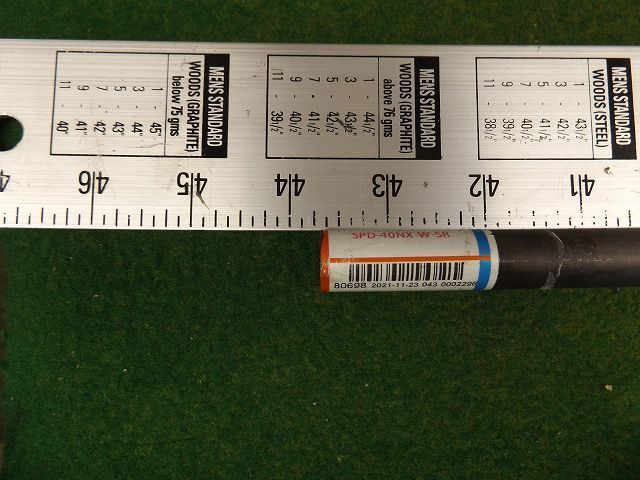 MEN'S STANDARD
WOODS (GRAPHITE)
below 75 gms
1 - 45"
3 - 44"
5 - 43"
7 - 42"
9 - 41"
11 - 40"
MEN'S STANDARD
WOODS (GRAPHITE)
above 76 gms
1 - 44½"
3 - 43½"
5 - 42½"
7 - 41½"
9 - 40½"
11 - 39½"
MEN'S STANDARD
WOODS (STEEL)
1 - 43½"
3 - 42½"
5 - 41½"
7 - 40½"
9 - 39½"
11 - 38½"
46 45 44 43 42 41
SPD-40NX-W-SR
80698 2021-11-23 043 0002296